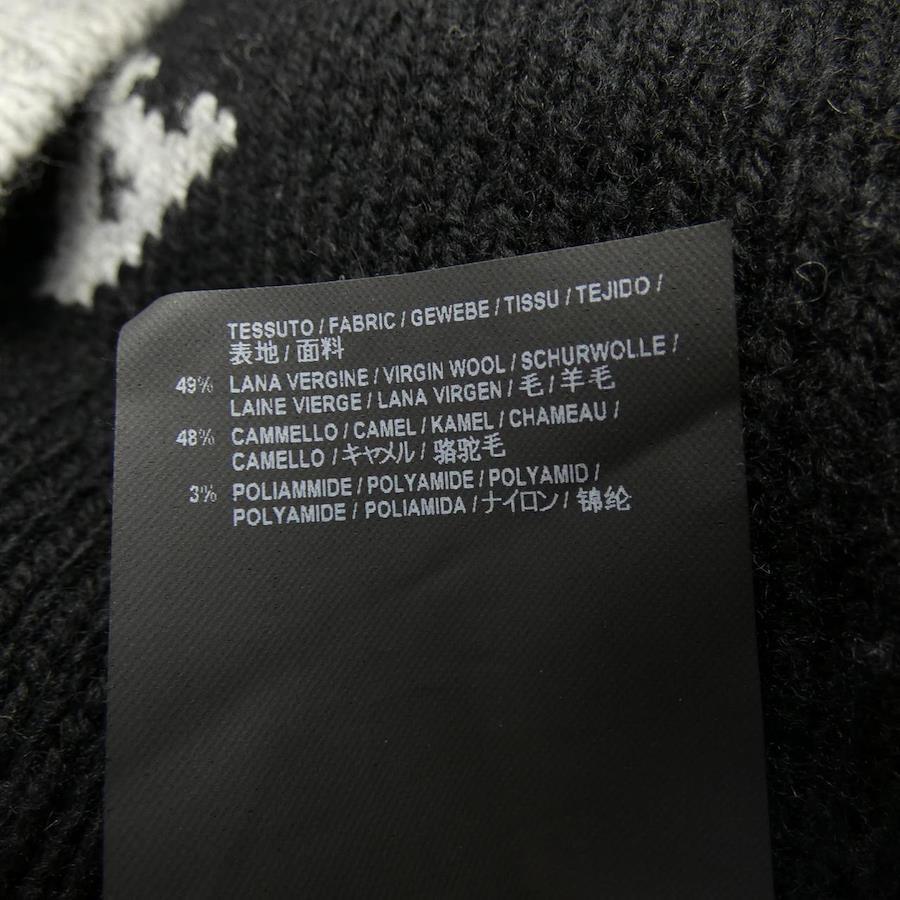 TESSUTO / FABRIC / GEWEBE / TISSU / TEJIDO /
表地 / 面料
49% LANA VERGINE / VIRGIN WOOL / SCHURWOLLE /
LAINE VIERGE / LANA VIRGEN / 毛 / 羊毛
48% CAMMELLO / CAMEL / KAMEL / CHAMEAU /
CAMELLO / キャメル / 骆驼毛
3% POLIAMMIDE / POLYAMIDE / POLYAMID /
POLYAMIDE / POLIAMIDA / ナイロン / 锦纶